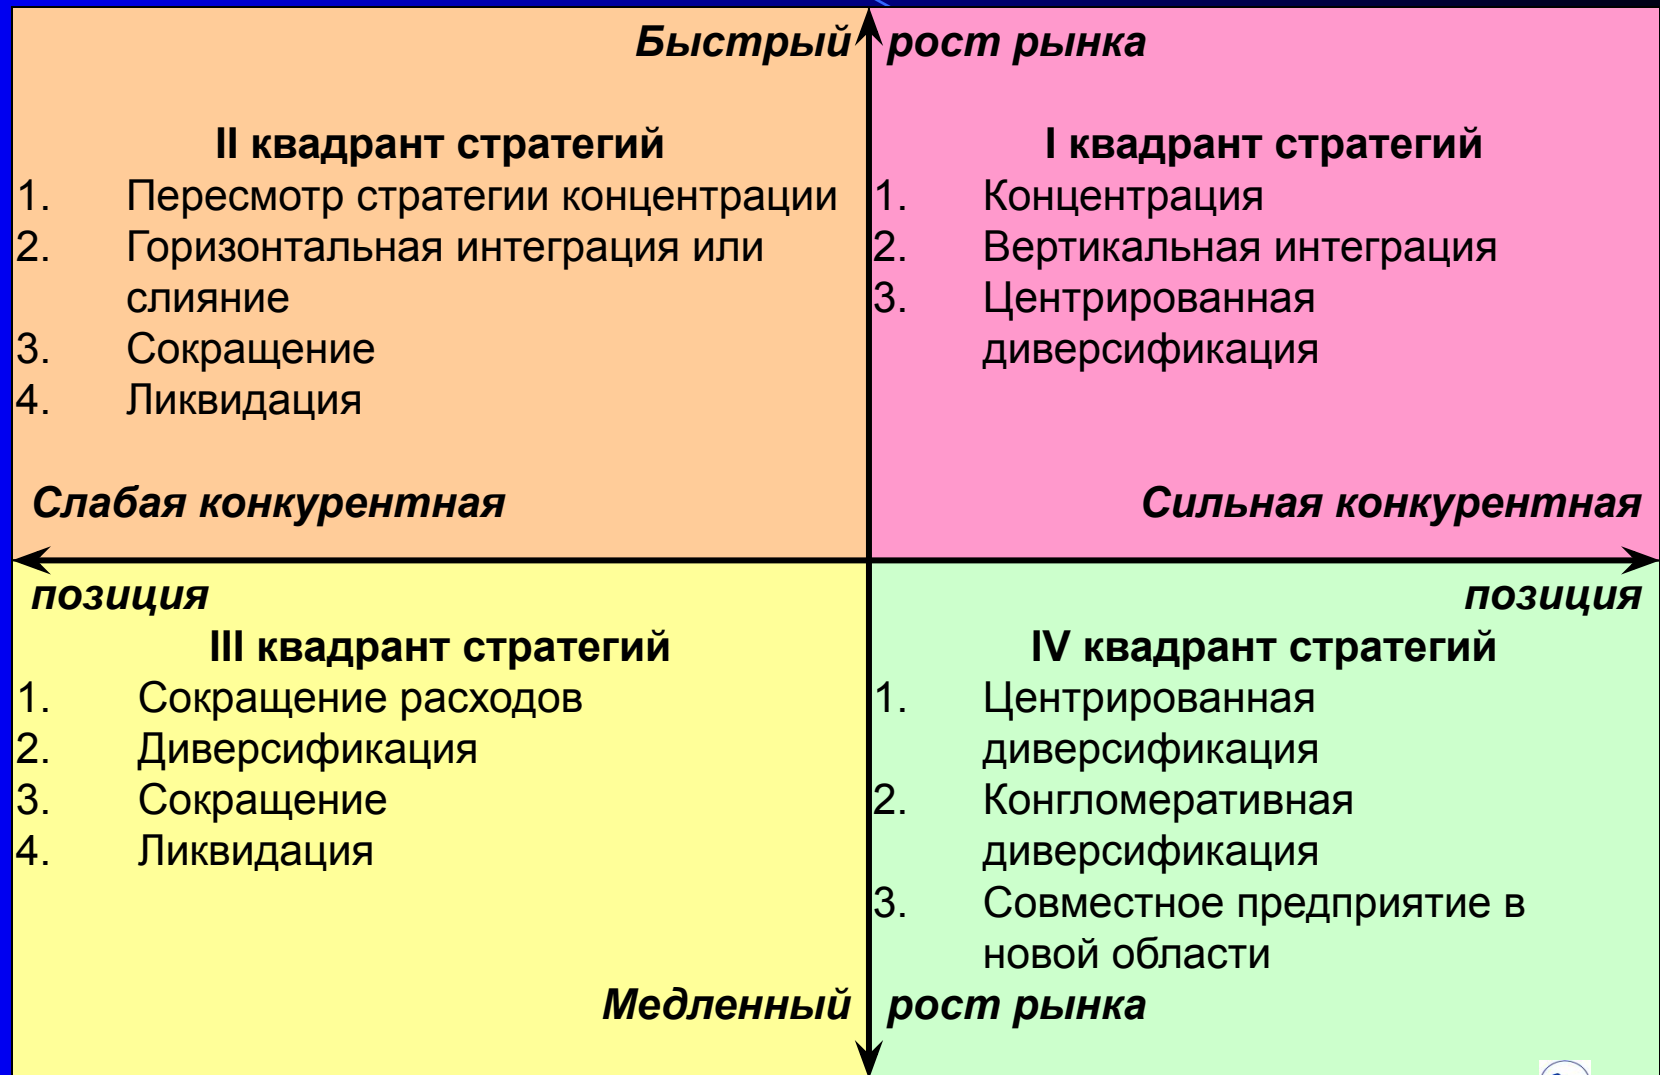 Быстрый рост рынка
II квадрант стратегий
1. Пересмотр стратегии концентрации
2. Горизонтальная интеграция или
слияние
3. Сокращение
4. Ликвидация
I квадрант стратегий
1. Концентрация
2. Вертикальная интеграция
3. Центрированная
диверсификация
Слабая конкурентная
позиция
Сильная конкурентная
позиция
III квадрант стратегий
1. Сокращение расходов
2. Диверсификация
3. Сокращение
4. Ликвидация
IV квадрант стратегий
1. Центрированная
диверсификация
2. Конгломеративная
диверсификация
3. Совместное предприятие в
новой области
Медленный рост рынка